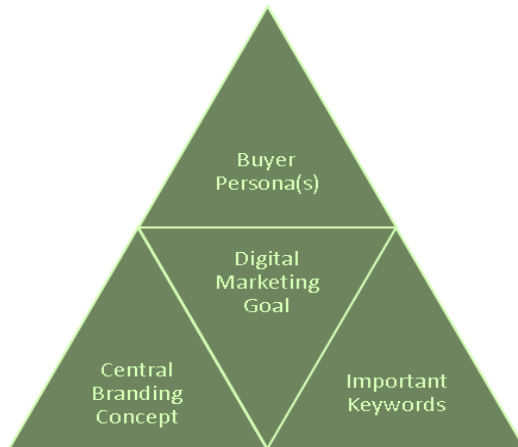 Buyer
Persona(s)
Digital
Marketing
Goal
Central
Branding
Concept
Important
Keywords